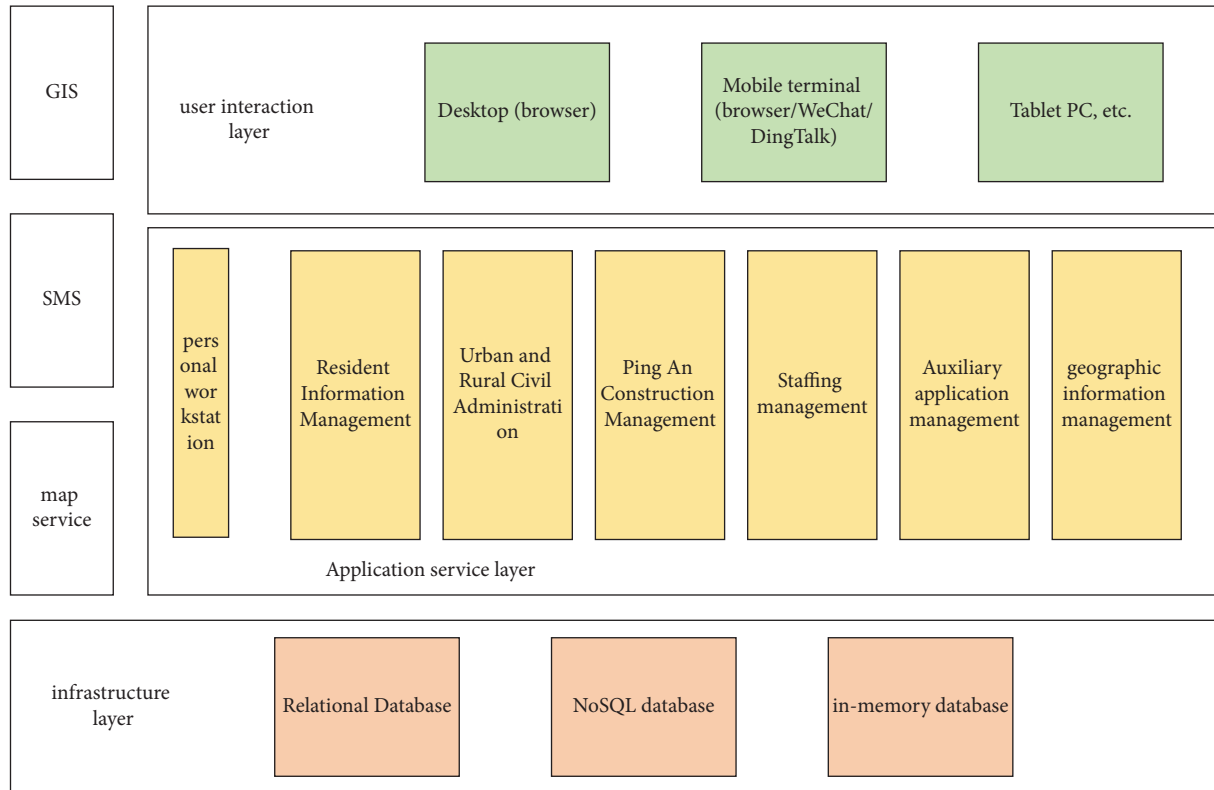 GIS
user interaction
layer
Desktop (browser)
Mobile terminal
(browser/WeChat/
DingTalk)
Tablet PC, etc.
SMS
map
service
pers
onal
wor
kstat
ion
Resident
Information
Management
Urban and
Rural Civil
Administrati
on
Ping An
Construction
Management
Staffing
management
Auxiliary
application
management
geographic
information
management
Application service layer
infrastructure
layer
Relational Database
NoSQL database
in-memory database